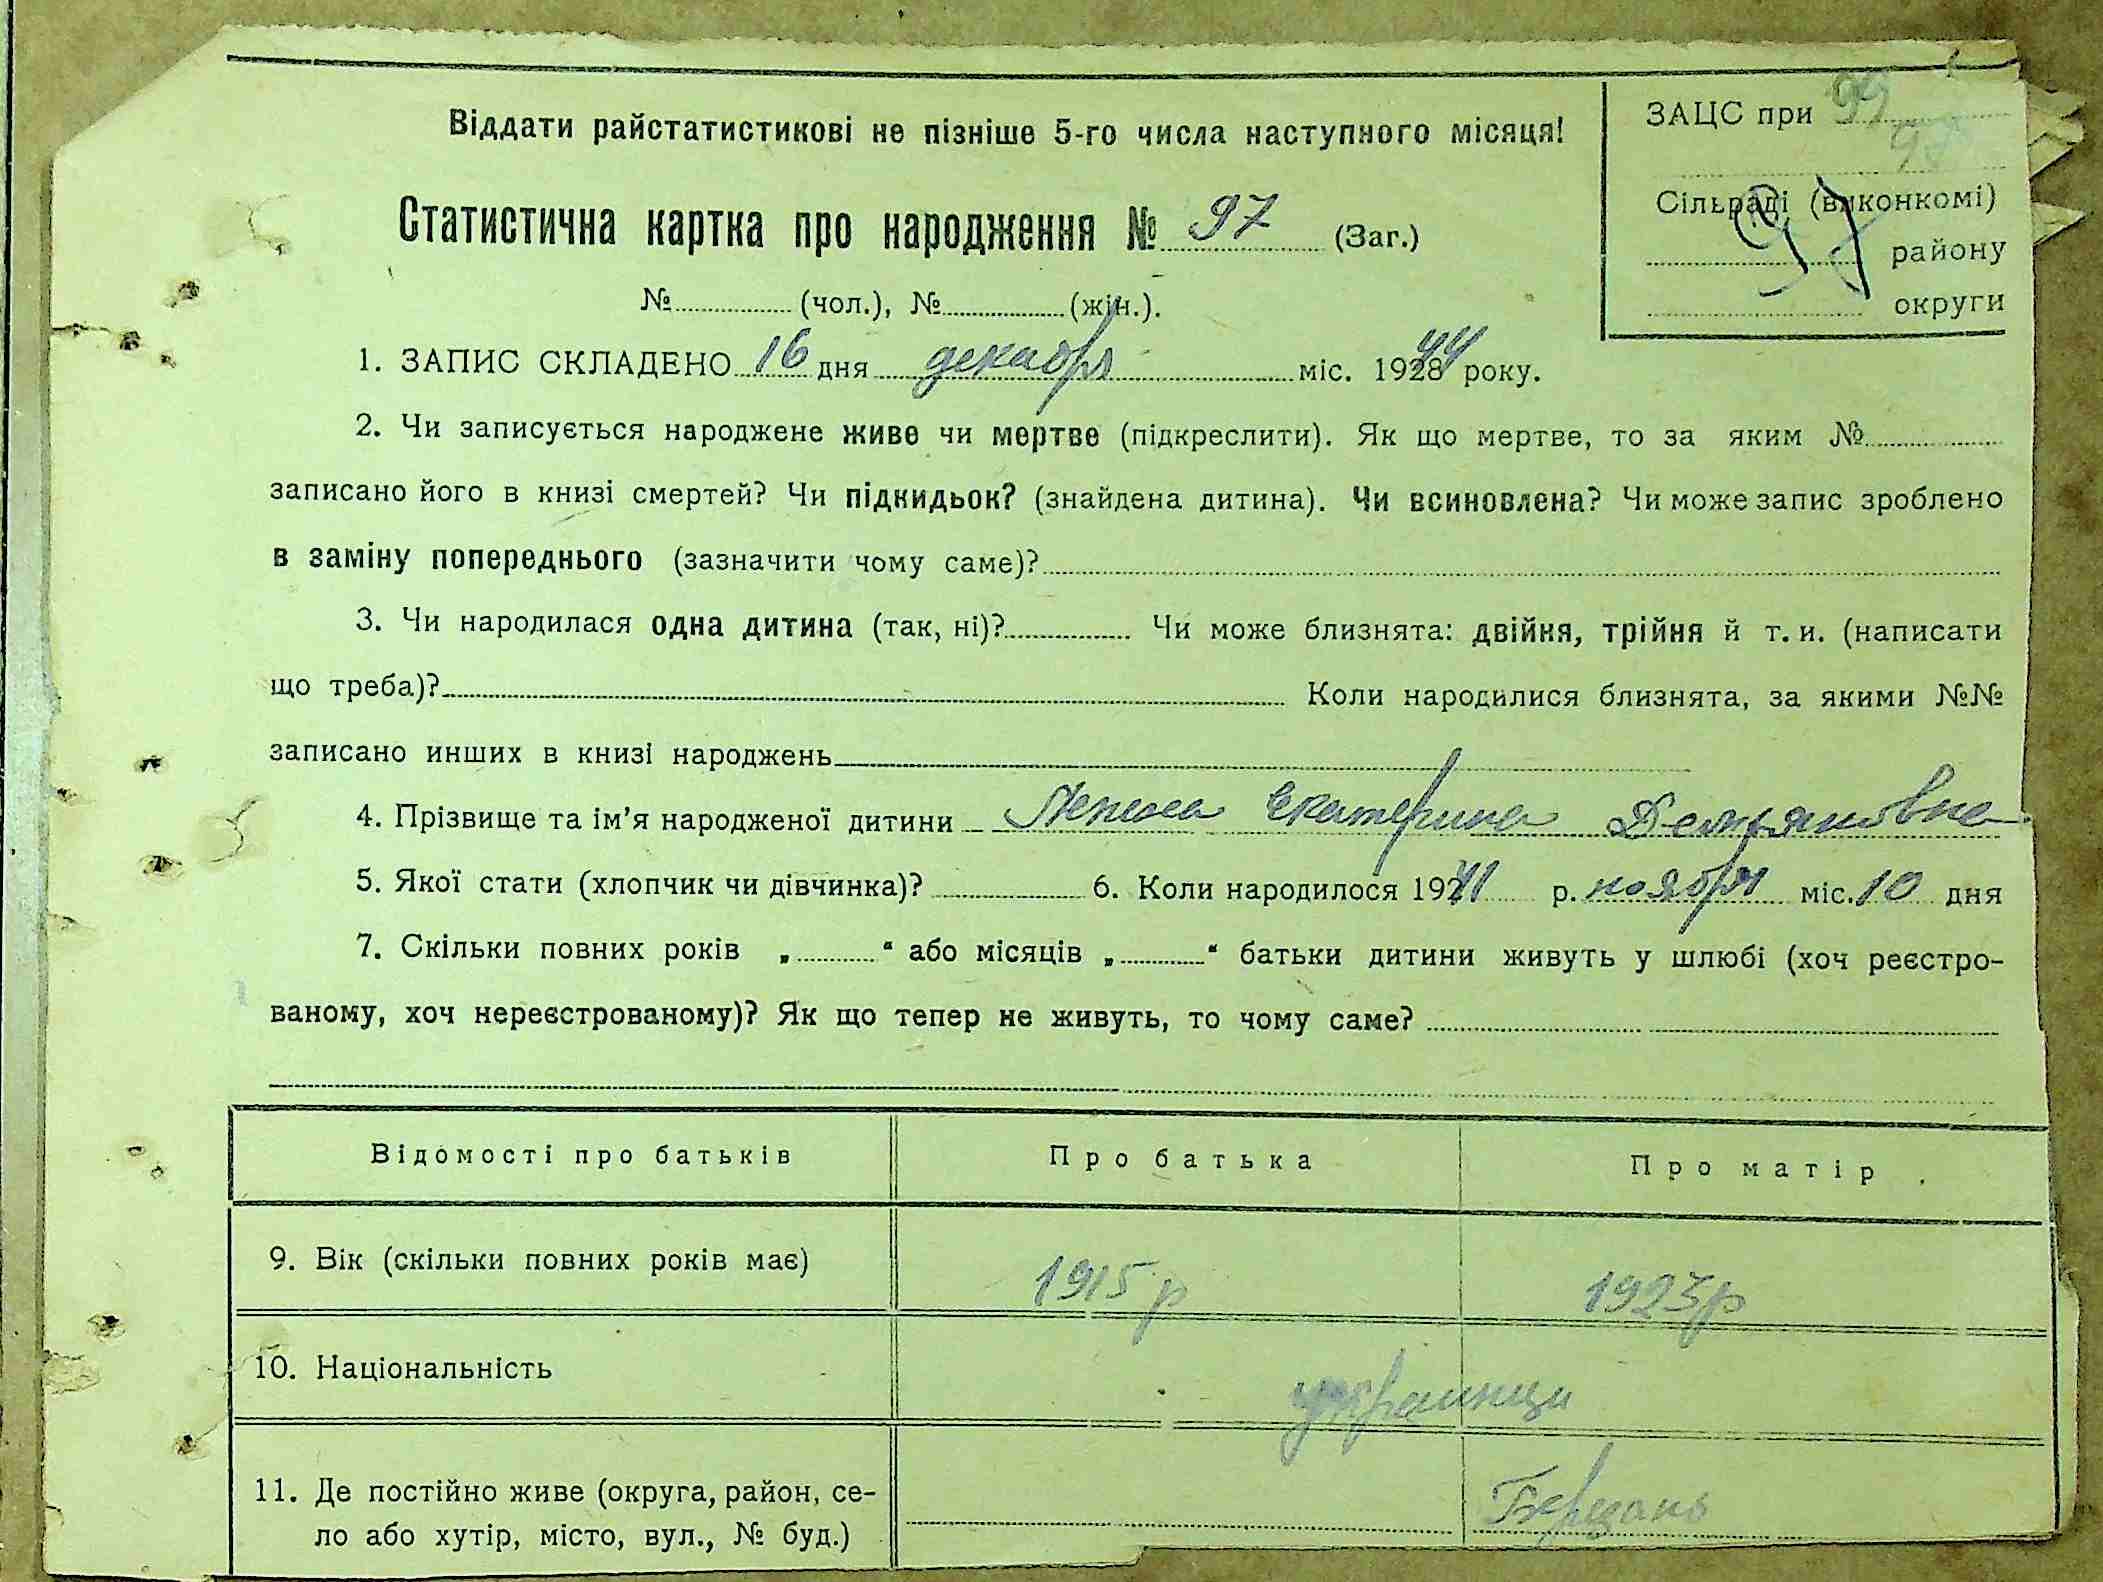 Віддати райстатистикові не пізніше 5-го числа наступного місяця!
ЗАЦС при 99
97
Сільраді (виконкомі)
97
району
округи
Статистична картка про народження № 97 (Заг.)
№ (чол.), № (жін.).
1. ЗАПИС СКЛАДЕНО 16 дня декабря міс. 192844 року.
2. Чи записується народжене живе чи мертве (підкреслити). Як що мертве, то за яким №
записано його в книзі смертей? Чи підкидьок? (знайдена дитина). Чи всиновлена? Чи може запис зроблено
в заміну попереднього (зазначити чому саме)?
3. Чи народилася одна дитина (так, ні)? Чи може близнята: двійня, трійня й т. и. (написати
що треба)? Коли народилися близнята, за якими №№
записано инших в книзі народжень
4. Прізвище та ім'я народженої дитини Екатерина Демьяновна
5. Якої стати (хлопчик чи дівчинка)? 6. Коли народилося 19241 р. ноября міс. 10 дня
7. Скільки повних років „ “ або місяців „ “ батьки дитини живуть у шлюбі (хоч реєстро-
ваному, хоч нереєстрованому)? Як що тепер не живуть, то чому саме?
Відомості про батьків Про батька Про матір
9. Вік (скільки повних років має) 1915 р 1923 р
10. Національність украинци
11. Де постійно живе (округа, район, се-
ло або хутір, місто, вул., № буд.) Березань